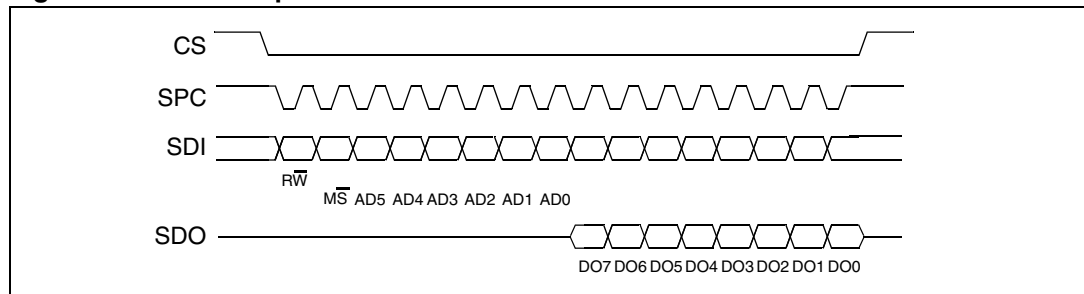 CS
SPC
SDI
RW̅
MS̅ AD5 AD4 AD3 AD2 AD1 AD0
SDO
DO7 DO6 DO5 DO4 DO3 DO2 DO1 DO0